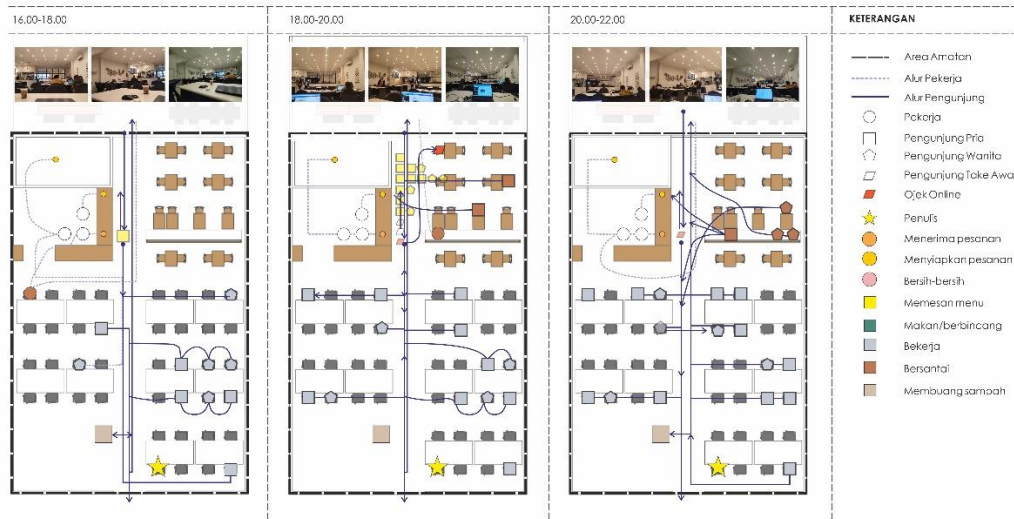 16.00-18.00
18.00-20.00
20.00-22.00
KETERANGAN
Area Amatan
Alur Pekerja
Alur Pengunjung
Pekerja
Pengunjung Pria
Pengunjung Wanita
Pengunjung Take Awa
Ojek Online
Penulis
Menerima pesanan
Menyiapkan pesanan
Bersih-bersih
Memesan menu
Makan/berbincang
Bekerja
Bersantai
Membuang sampah